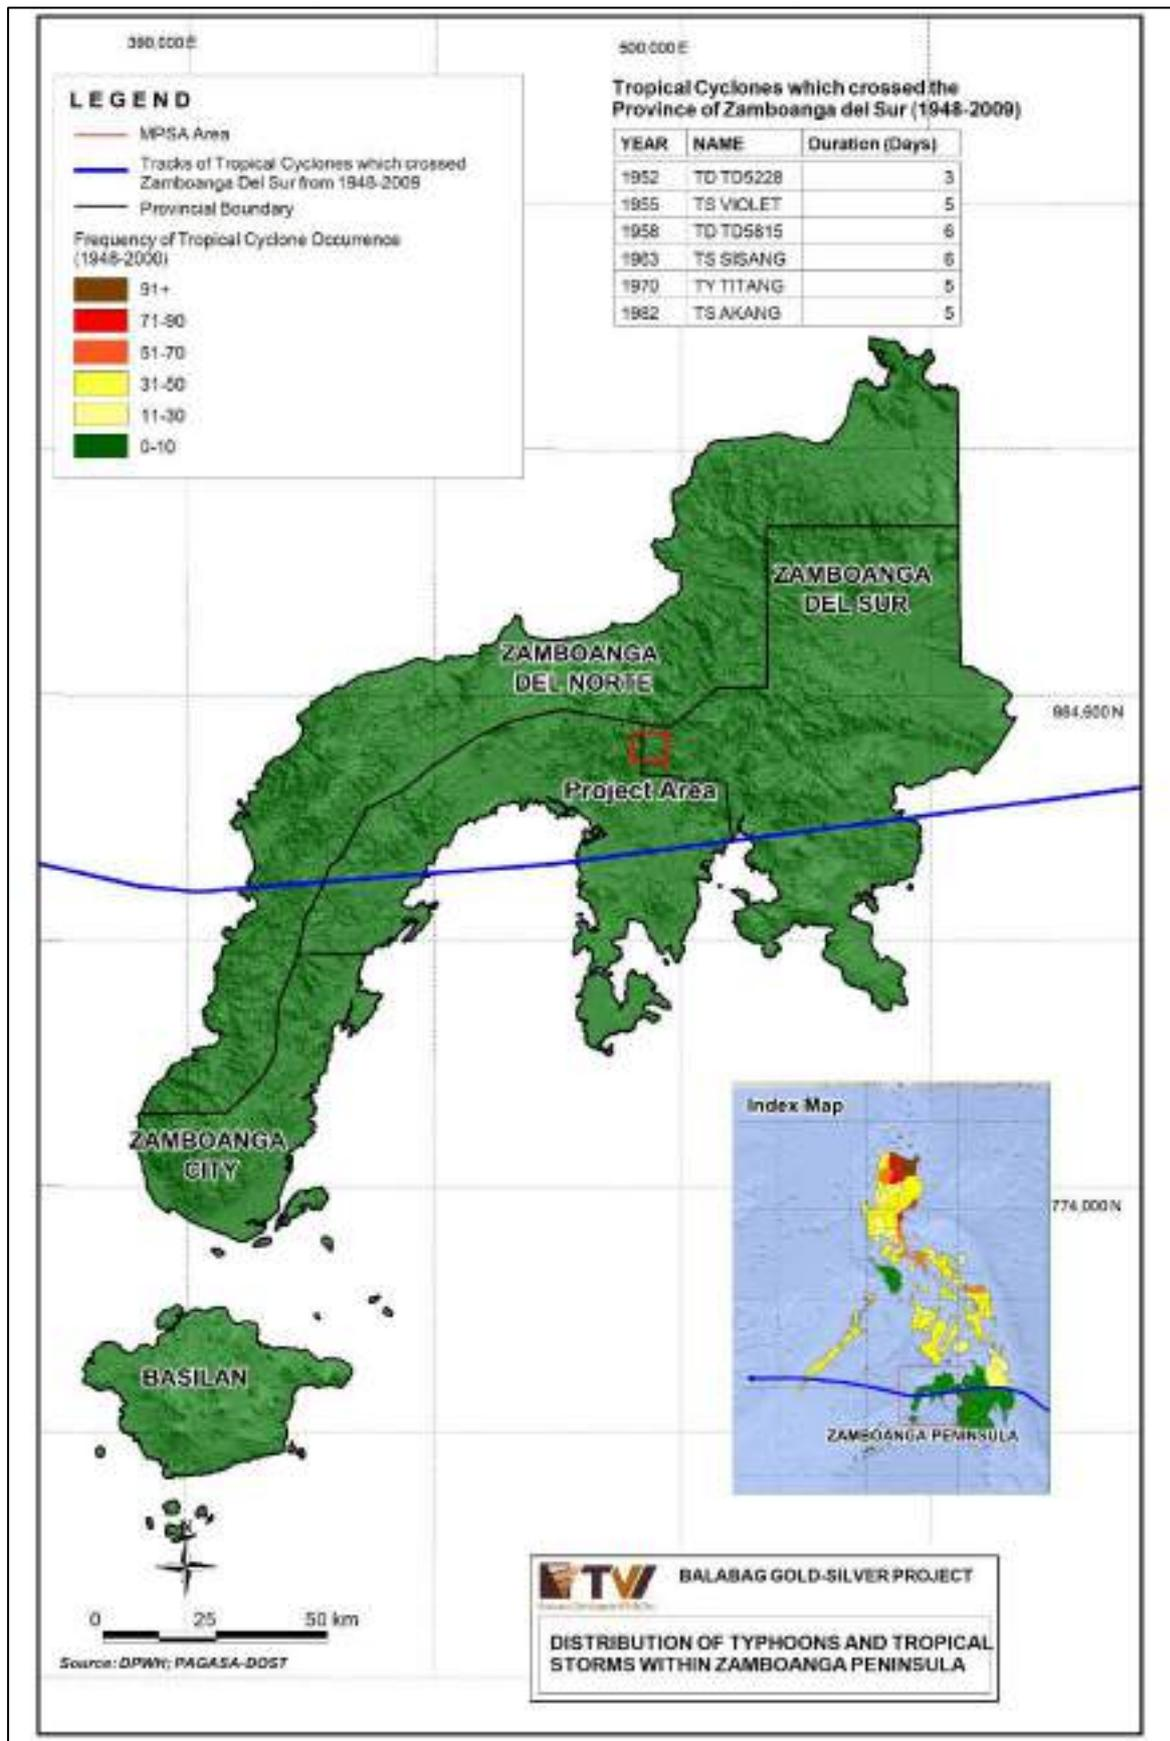 390,000 E
500,000 E
LEGEND
MPSA Area
Tracks of Tropical Cyclones which crossed
Zamboanga Del Sur from 1948-2009
Provincial Boundary
Frequency of Tropical Cyclone Occurrence
(1948-2000)
91+
71-90
51-70
31-50
11-30
0-10
Tropical Cyclones which crossed the
Province of Zamboanga del Sur (1948-2009)
YEAR NAME Duration (Days)
1952 TD TD5228 3
1955 TS VIOLET 5
1958 TD TD5815 6
1963 TS SISANG 6
1970 TY TITANG 5
1982 TS AKANG 5
ZAMBOANGA
DEL SUR
ZAMBOANGA
DEL NORTE
984,600 N
Project Area
Index Map
ZAMBOANGA
CITY
774,000 N
BASILAN
ZAMBOANGA PENINSULA
N
0 25 50 km
Source: DPWH; PAGASA-DOST
TVI
BALABAG GOLD-SILVER PROJECT
DISTRIBUTION OF TYPHOONS AND TROPICAL
STORMS WITHIN ZAMBOANGA PENINSULA